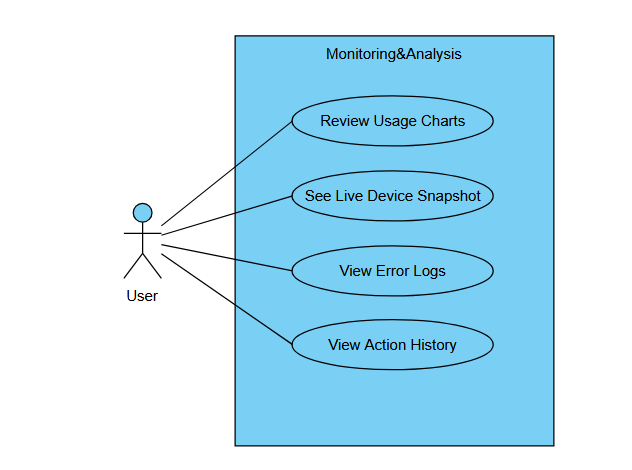 Monitoring&Analysis
Review Usage Charts
See Live Device Snapshot
View Error Logs
User
View Action History